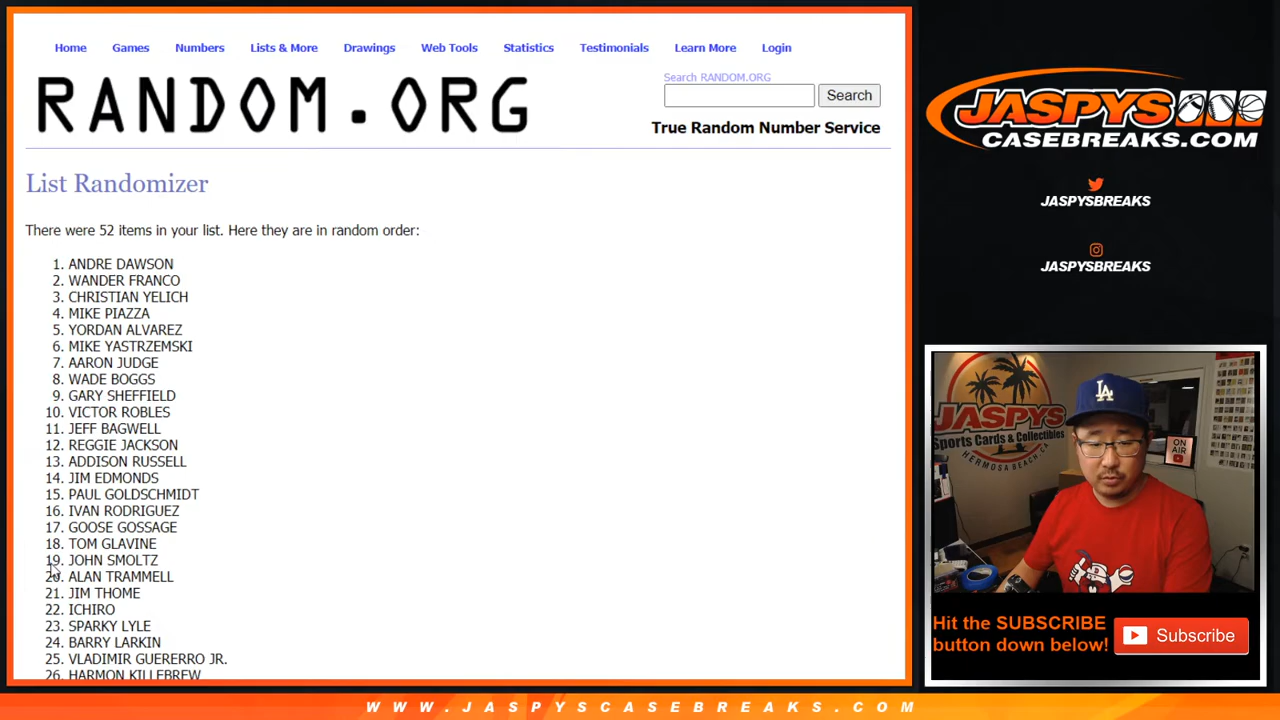 Home Games Numbers Lists & More Drawings Web Tools Statistics Testimonials Learn More Login
RANDOM.ORG
Search RANDOM.ORG
Search
True Random Number Service
List Randomizer
There were 52 items in your list. Here they are in random order:
1. ANDRE DAWSON
2. WANDER FRANCO
3. CHRISTIAN YELICH
4. MIKE PIAZZA
5. YORDAN ALVAREZ
6. MIKE YASTRZEMSKI
7. AARON JUDGE
8. WADE BOGGS
9. GARY SHEFFIELD
10. VICTOR ROBLES
11. JEFF BAGWELL
12. REGGIE JACKSON
13. ADDISON RUSSELL
14. JIM EDMONDS
15. PAUL GOLDSCHMIDT
16. IVAN RODRIGUEZ
17. GOOSE GOSSAGE
18. TOM GLAVINE
19. JOHN SMOLTZ
20. ALAN TRAMMELL
21. JIM THOME
22. ICHIRO
23. SPARKY LYLE
24. BARRY LARKIN
25. VLADIMIR GUERERRO JR.
26. HARMON KILLEBREW
JASPYS
CASEBREAKS.COM
JASPYSBREAKS
JASPYSBREAKS
JASPYS
Sports Cards & Collectibles
HERMOSA BEACH, CA
LA
ON
AIR
Hit the SUBSCRIBE
button down below!
Subscribe
WWW.JASPYSCASEBREAKS.COM